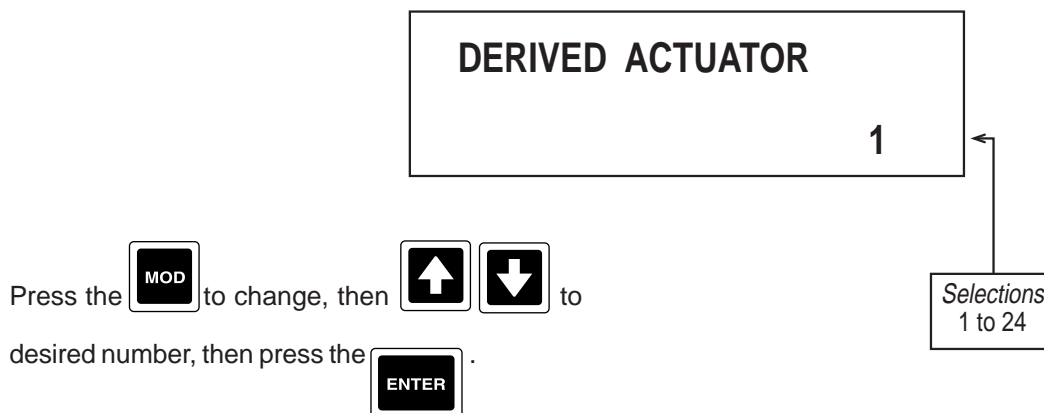 DERIVED ACTUATOR
1
Press the MOD to change, then to
Selections
1 to 24
desired number, then press the ENTER .